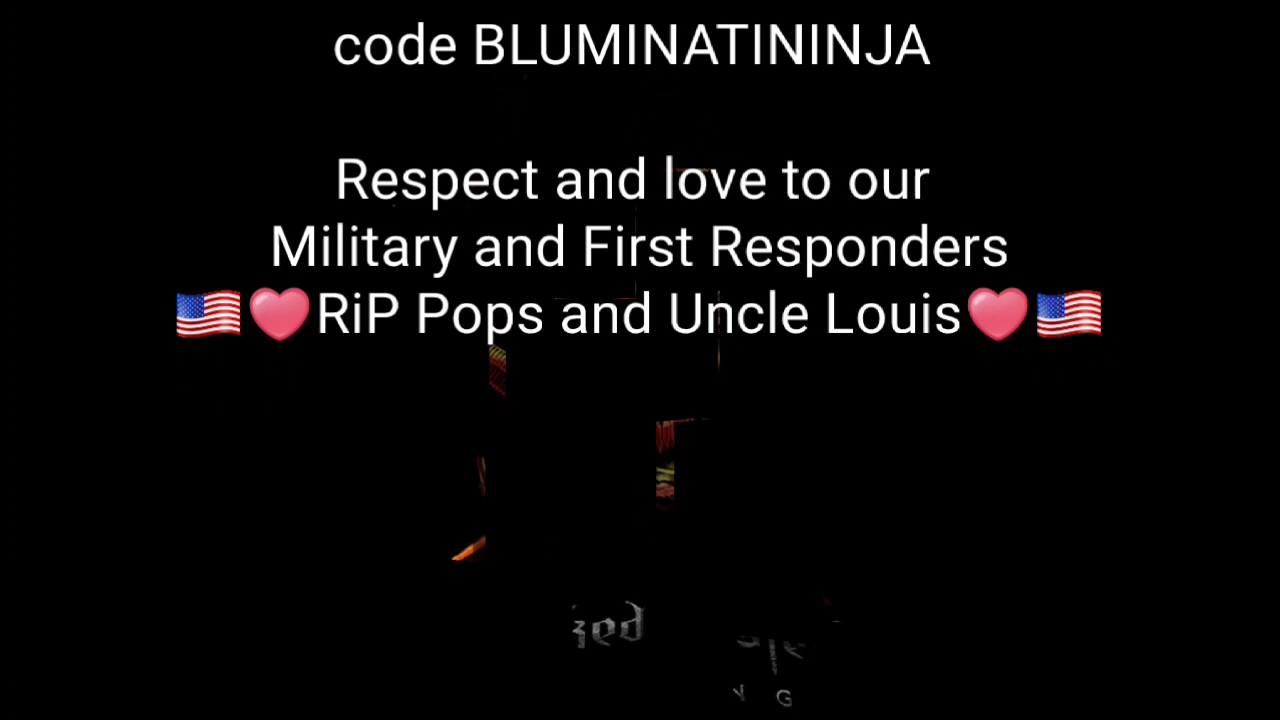 code BLUMINATININJA
Respect and love to our
Military and First Responders
🇺🇸❤️RiP Pops and Uncle Louis❤️🇺🇸